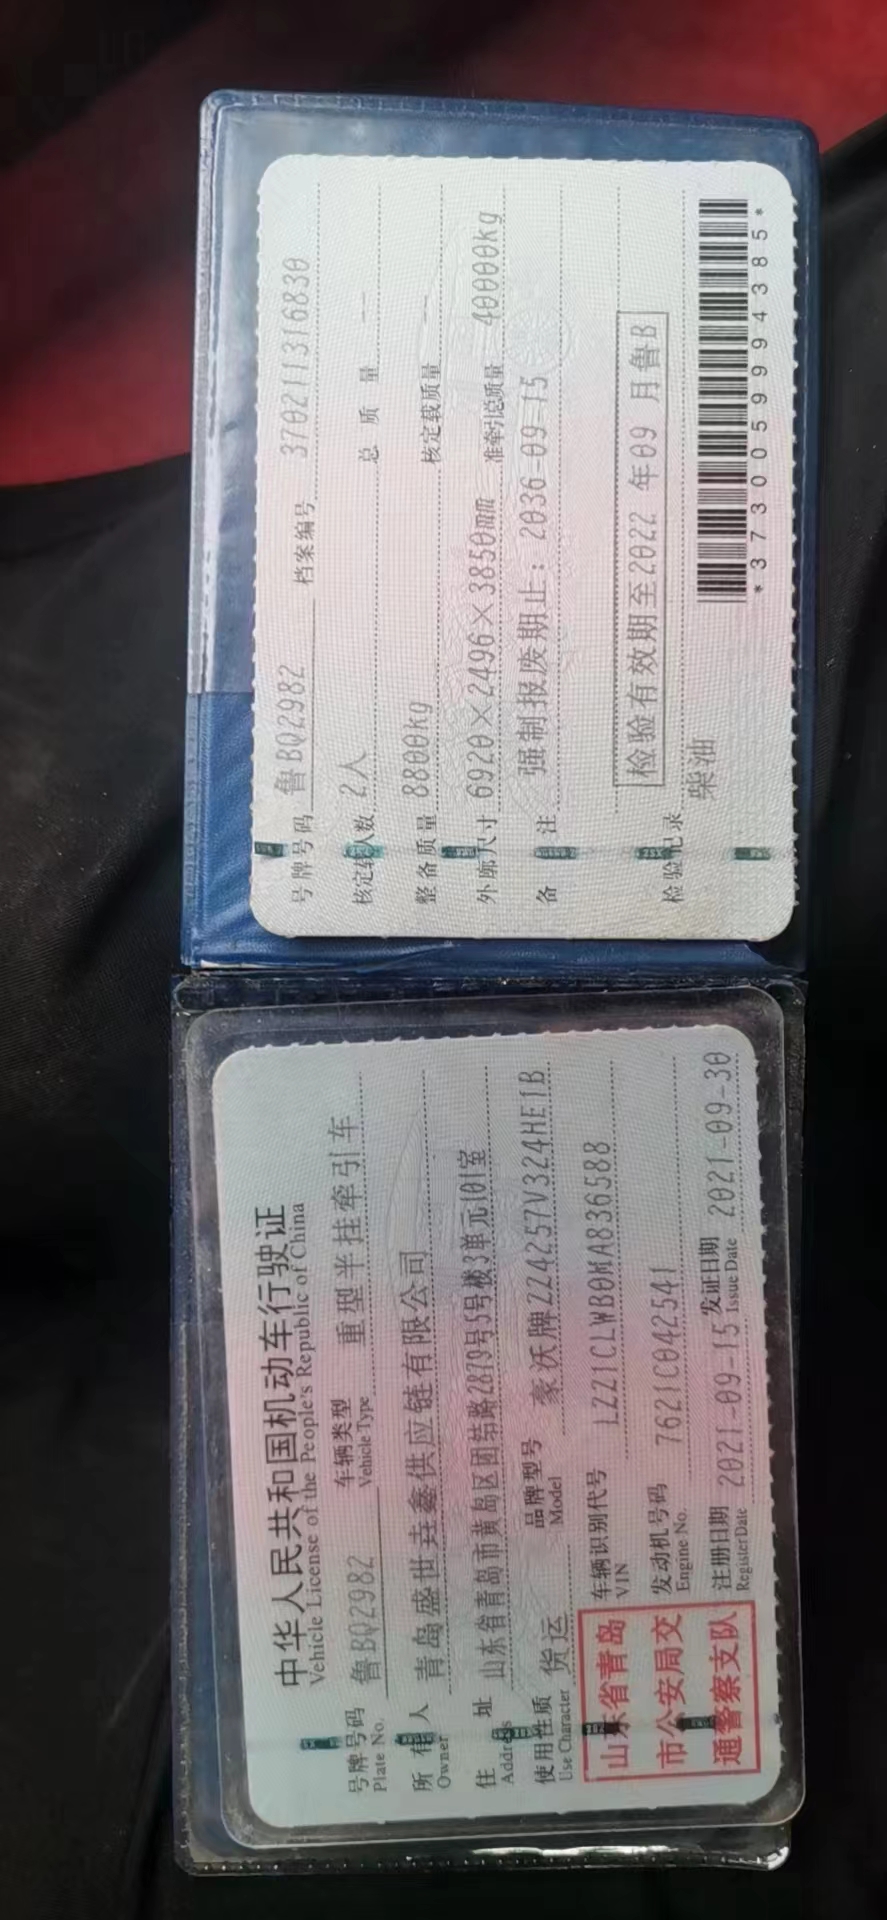 中华人民共和国机动车行驶证
Vehicle License of the People's Republic of China
号牌号码 鲁BQ2982 车辆类型 重型半挂牵引车
Plate No. Vehicle Type
所有人 青岛盛世垚鑫供应链有限公司
Owner
住址 山东省青岛市黄岛区团结路2879号5号楼3单元101室
Address
使用性质 货运 品牌型号 豪沃牌ZZ4257V324HE1B
Use Character Model
山东省青岛
市公安局交
通警察支队
车辆识别代号 LZZ1CLWB0MA836588
VIN
发动机号码 7621C042541
Engine No.
注册日期 2021-09-15 发证日期 2021-09-30
Register Date Issue Date
号牌号码 鲁BQ2982 档案编号 370211316830
核定载人数 2人 总质量 --
整备质量 8800kg 核定载质量 --
外廓尺寸 6920×2496×3850mm 准牵引总质量 40000kg
备注 强制报废期止：2036-09-15
检验有效期至2022年09月鲁B
检验记录
柴油
*3730059994385*